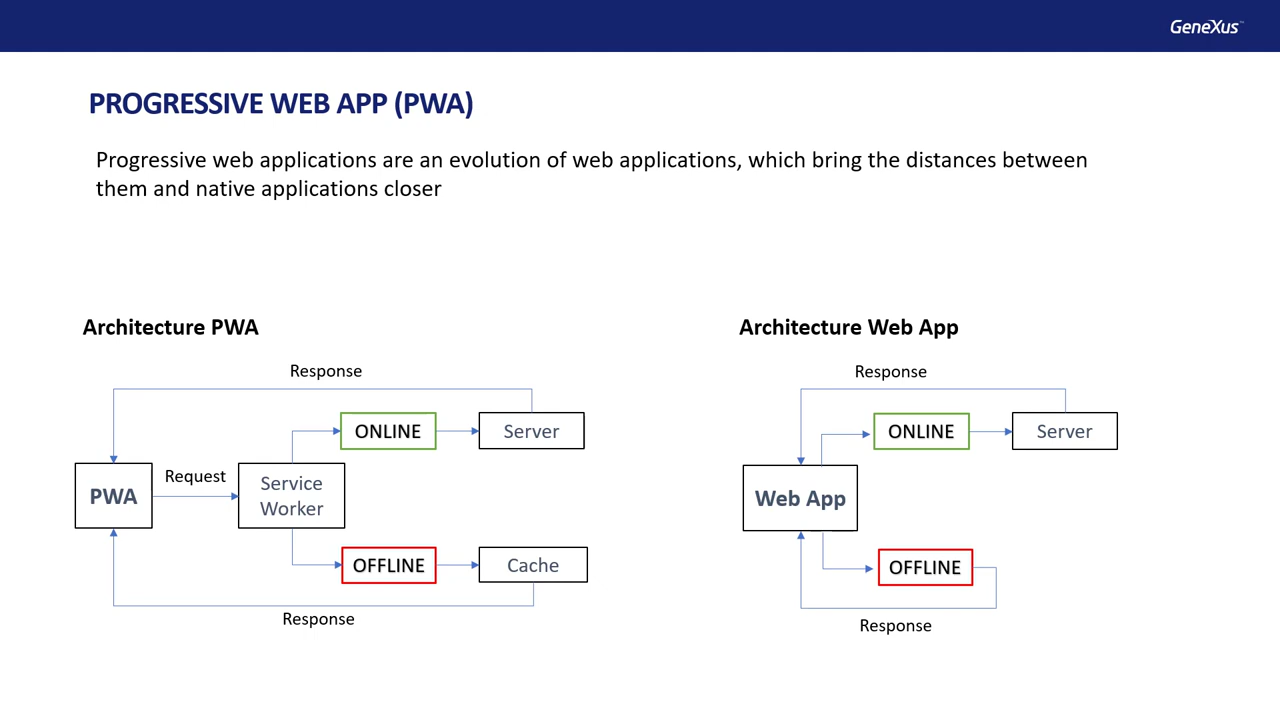 GeneXus™
PROGRESSIVE WEB APP (PWA)
Progressive web applications are an evolution of web applications, which bring the distances between
them and native applications closer
Architecture PWA
Response
ONLINE
Server
PWA
Request
Service
Worker
OFFLINE
Cache
Response
Architecture Web App
Response
ONLINE
Server
Web App
OFFLINE
Response